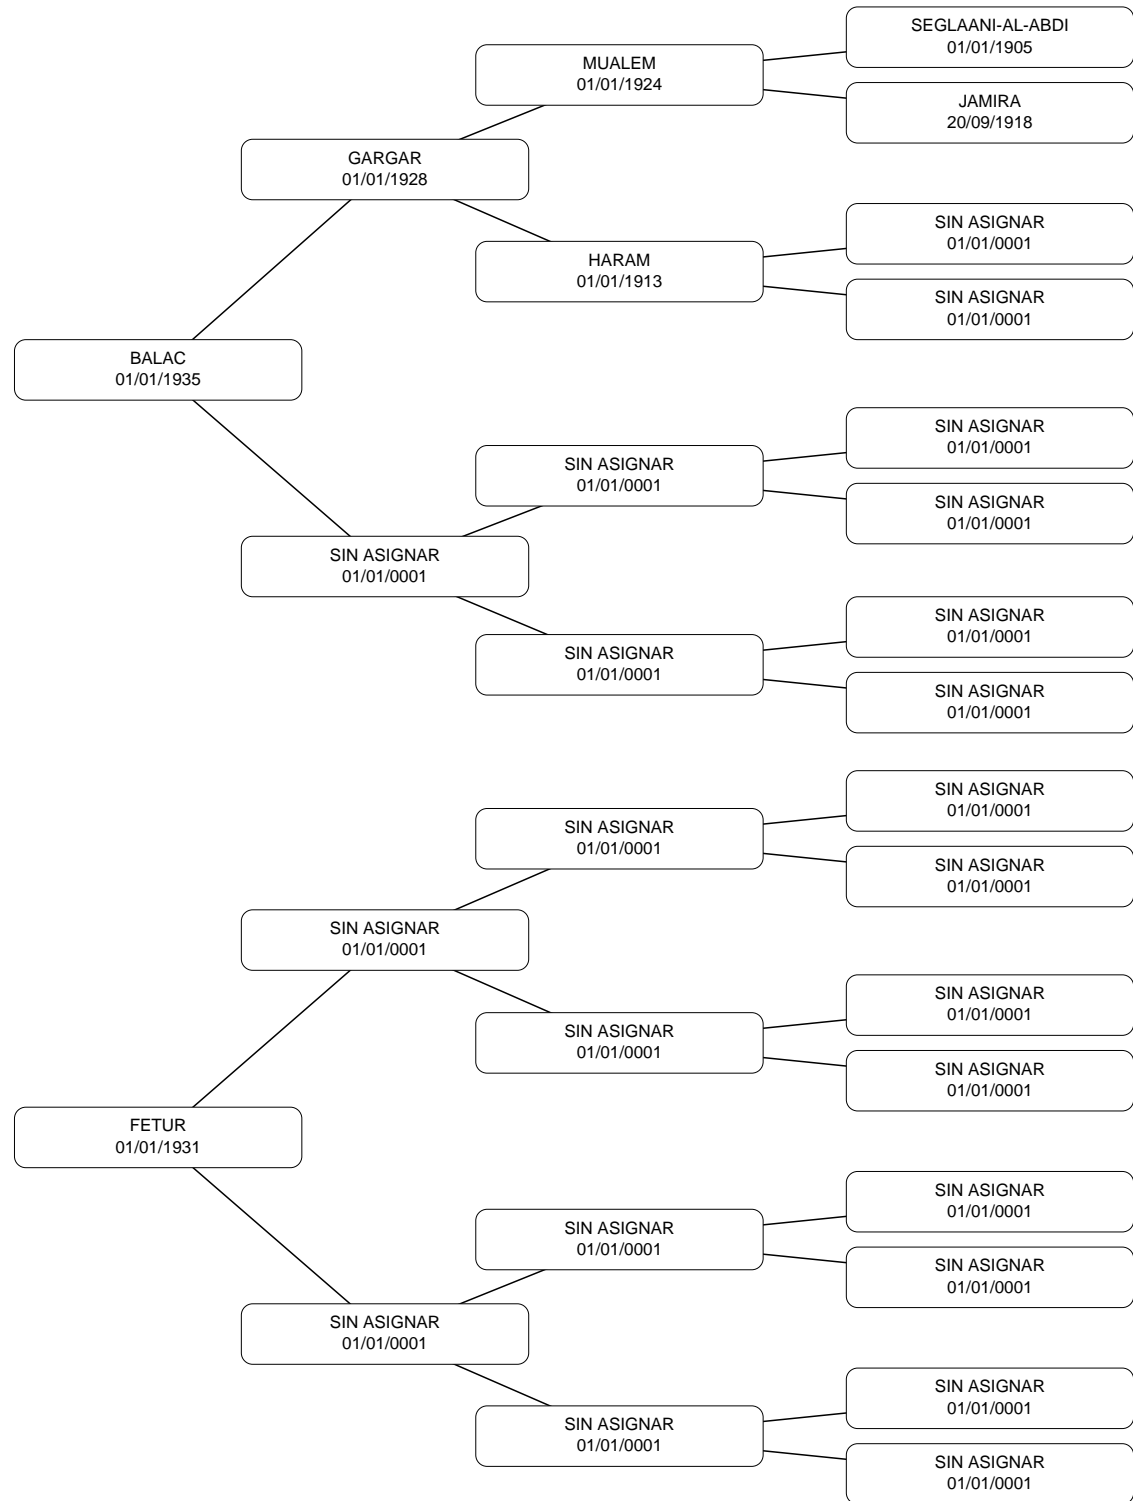 SEGLAANI-AL-ABDI
01/01/1905
MUALEM
01/01/1924
JAMIRA
20/09/1918
GARGAR
01/01/1928
SIN ASIGNAR
01/01/0001
HARAM
01/01/1913
SIN ASIGNAR
01/01/0001
BALAC
01/01/1935
SIN ASIGNAR
01/01/0001
SIN ASIGNAR
01/01/0001
SIN ASIGNAR
01/01/0001
SIN ASIGNAR
01/01/0001
SIN ASIGNAR
01/01/0001
SIN ASIGNAR
01/01/0001
SIN ASIGNAR
01/01/0001
SIN ASIGNAR
01/01/0001
SIN ASIGNAR
01/01/0001
SIN ASIGNAR
01/01/0001
SIN ASIGNAR
01/01/0001
SIN ASIGNAR
01/01/0001
SIN ASIGNAR
01/01/0001
SIN ASIGNAR
01/01/0001
FETUR
01/01/1931
SIN ASIGNAR
01/01/0001
SIN ASIGNAR
01/01/0001
SIN ASIGNAR
01/01/0001
SIN ASIGNAR
01/01/0001
SIN ASIGNAR
01/01/0001
SIN ASIGNAR
01/01/0001
SIN ASIGNAR
01/01/0001